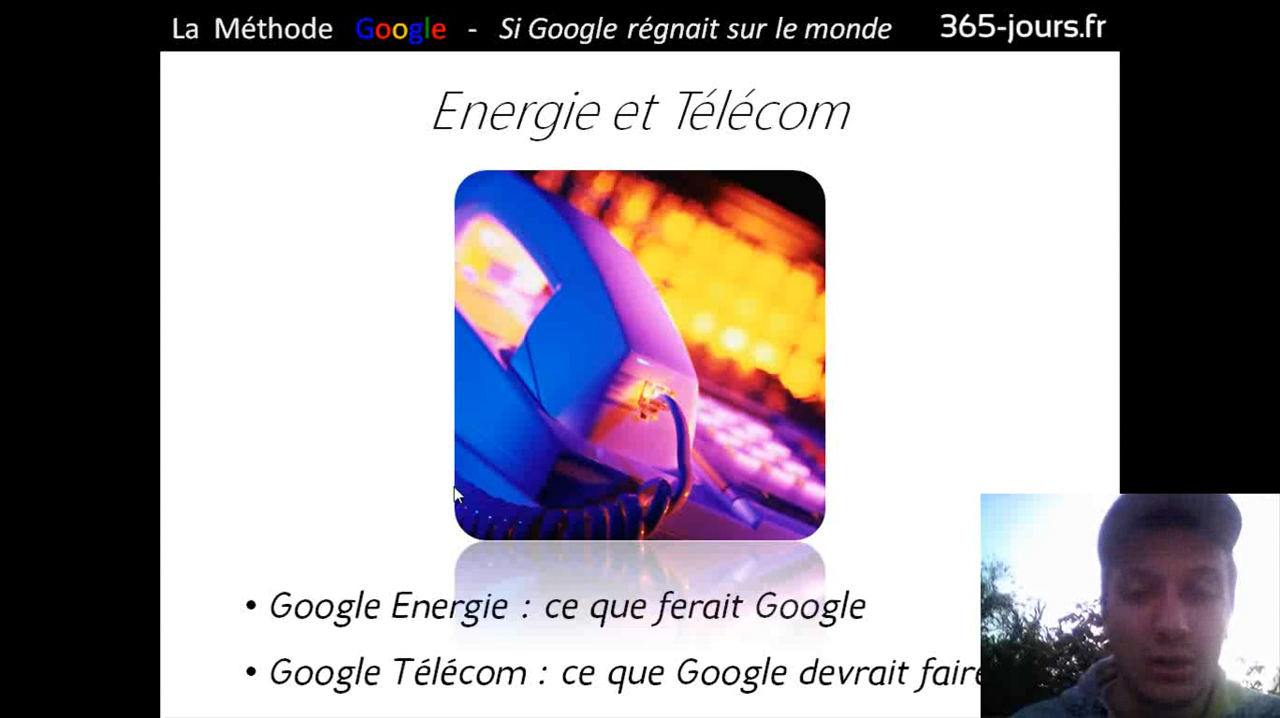 La Méthode Google - Si Google régnait sur le monde 365-jours.fr
Energie et Télécom
• Google Energie : ce que ferait Google
• Google Télécom : ce que Google devrait faire